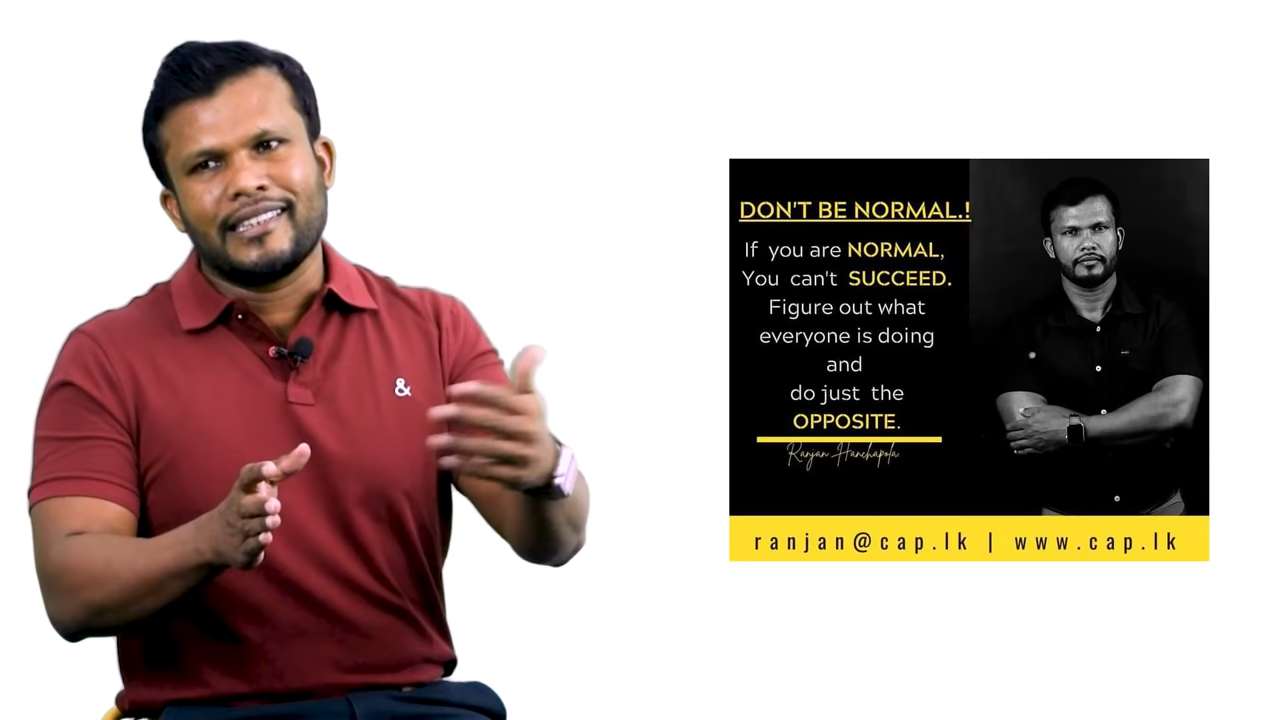 &
DON'T BE NORMAL.!
If you are NORMAL,
You can't SUCCEED.
Figure out what
everyone is doing
and
do just the
OPPOSITE.
Ranjan Hanchapola
ranjan@cap.lk | www.cap.lk